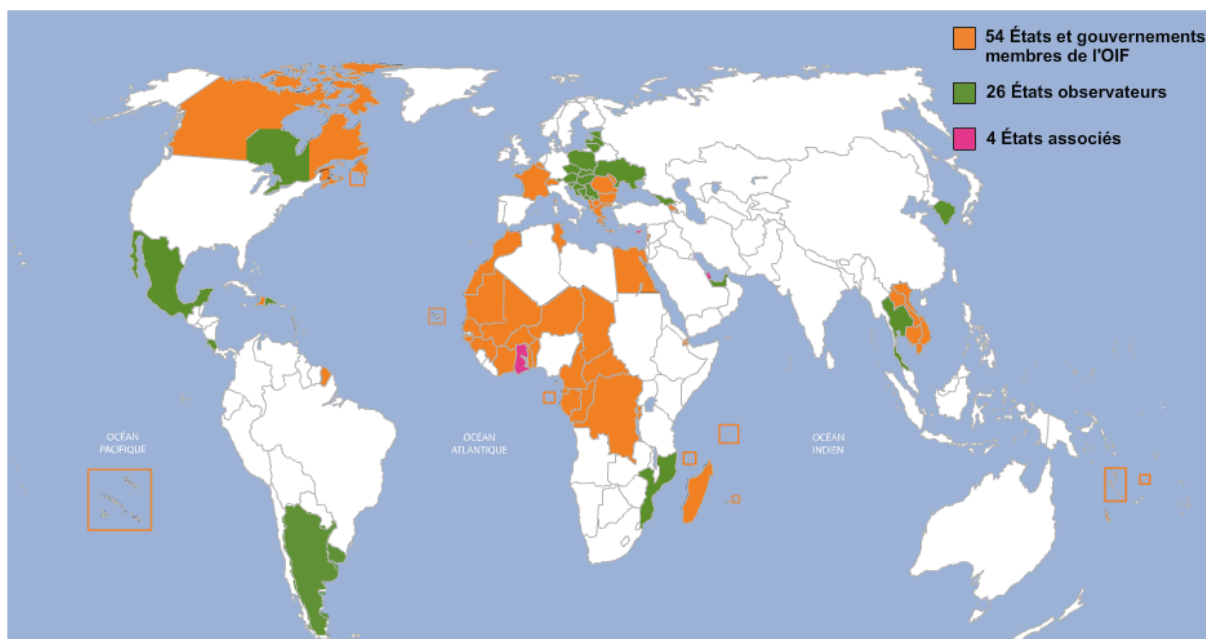 54 États et gouvernements
membres de l'OIF
26 États observateurs
4 États associés
OCÉAN
PACIFIQUE
OCÉAN
ATLANTIQUE
OCÉAN
INDIEN